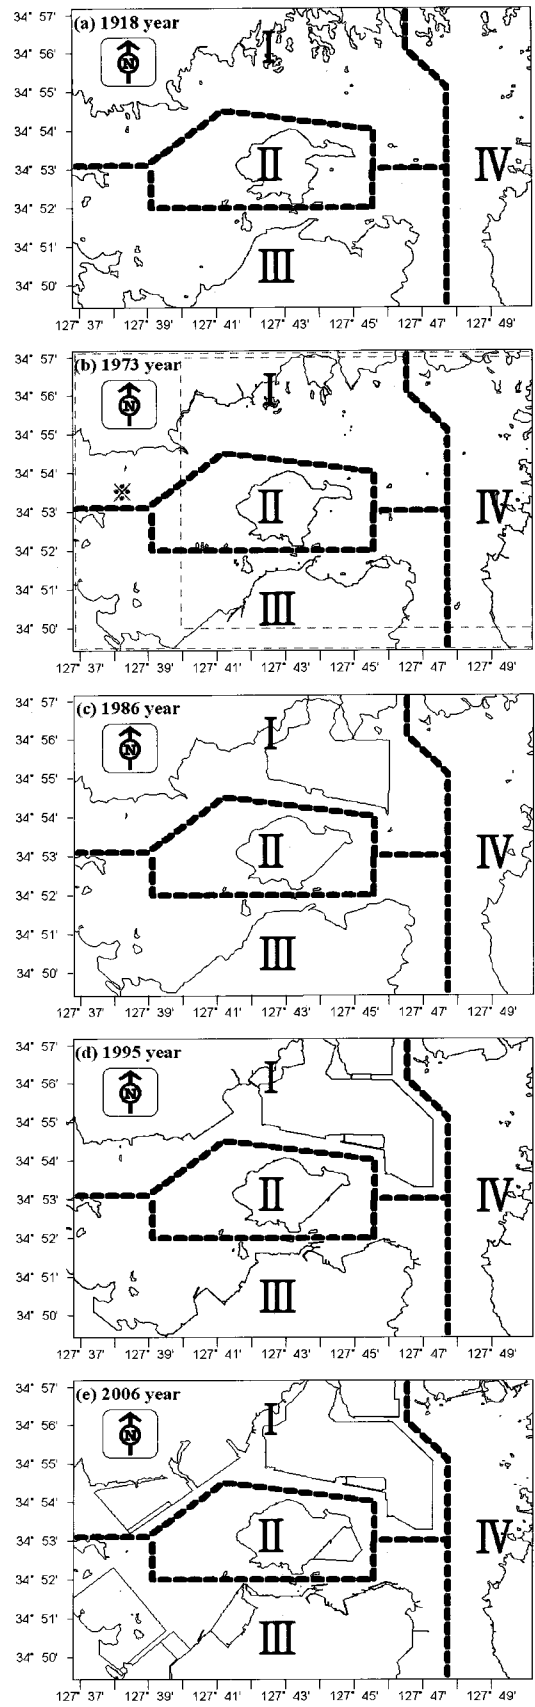 (a) 1918 year
34° 57'
34° 56'
34° 55'
34° 54'
34° 53'
34° 52'
34° 51'
34° 50'
N
I
II
III
IV
127° 37' 127° 39' 127° 41' 127° 43' 127° 45' 127° 47' 127° 49'
(b) 1973 year
34° 57'
34° 56'
34° 55'
34° 54'
34° 53'
34° 52'
34° 51'
34° 50'
N
※
I
II
III
IV
127° 37' 127° 39' 127° 41' 127° 43' 127° 45' 127° 47' 127° 49'
(c) 1986 year
34° 57'
34° 56'
34° 55'
34° 54'
34° 53'
34° 52'
34° 51'
34° 50'
N
I
II
III
IV
127° 37' 127° 39' 127° 41' 127° 43' 127° 45' 127° 47' 127° 49'
(d) 1995 year
34° 57'
34° 56'
34° 55'
34° 54'
34° 53'
34° 52'
34° 51'
34° 50'
N
I
II
III
IV
127° 37' 127° 39' 127° 41' 127° 43' 127° 45' 127° 47' 127° 49'
(e) 2006 year
34° 57'
34° 56'
34° 55'
34° 54'
34° 53'
34° 52'
34° 51'
34° 50'
N
I
II
III
IV
127° 37' 127° 39' 127° 41' 127° 43' 127° 45' 127° 47' 127° 49'